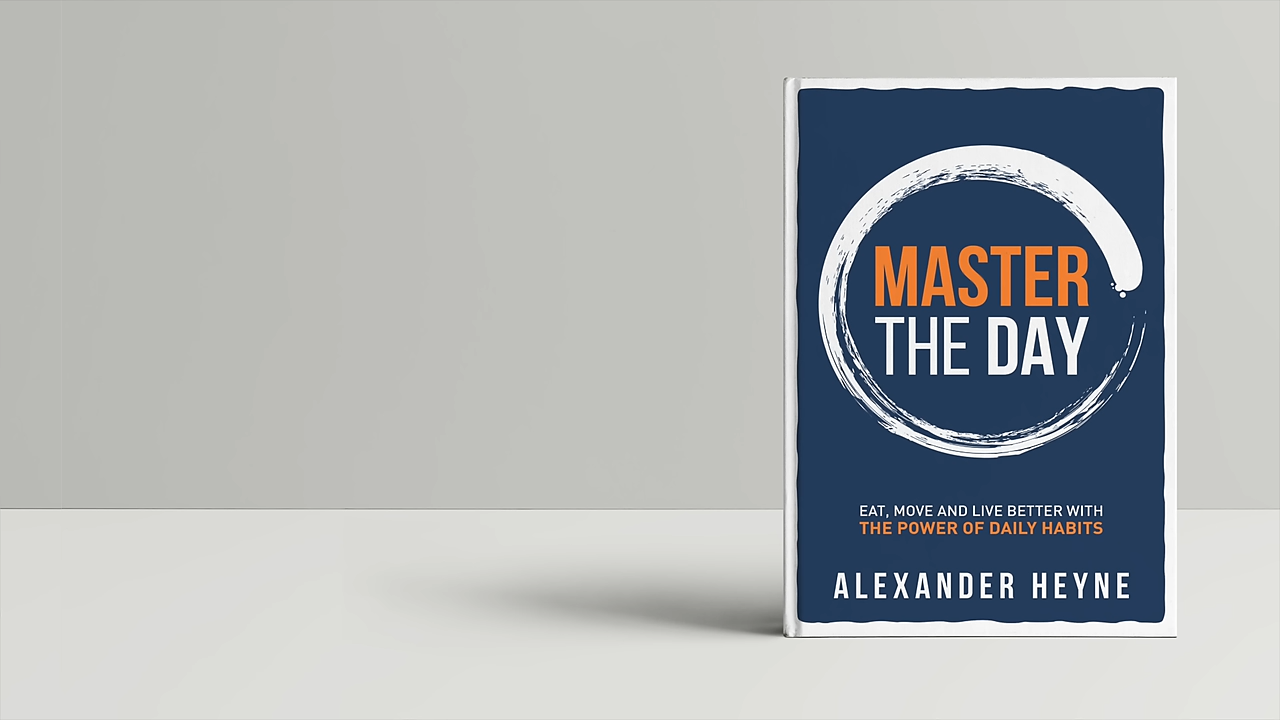 MASTER
THE DAY
EAT, MOVE AND LIVE BETTER WITH
THE POWER OF DAILY HABITS
ALEXANDER HEYNE